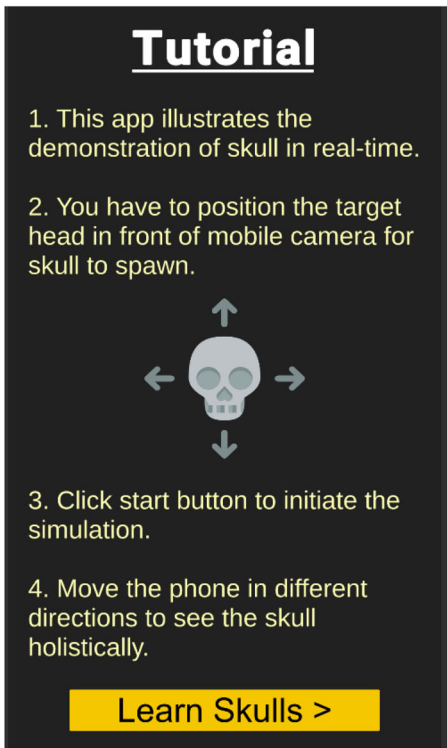 Tutorial
1. This app illustrates the
demonstration of skull in real-time.
2. You have to position the target
head in front of mobile camera for
skull to spawn.
3. Click start button to initiate the
simulation.
4. Move the phone in different
directions to see the skull
holistically.
Learn Skulls >